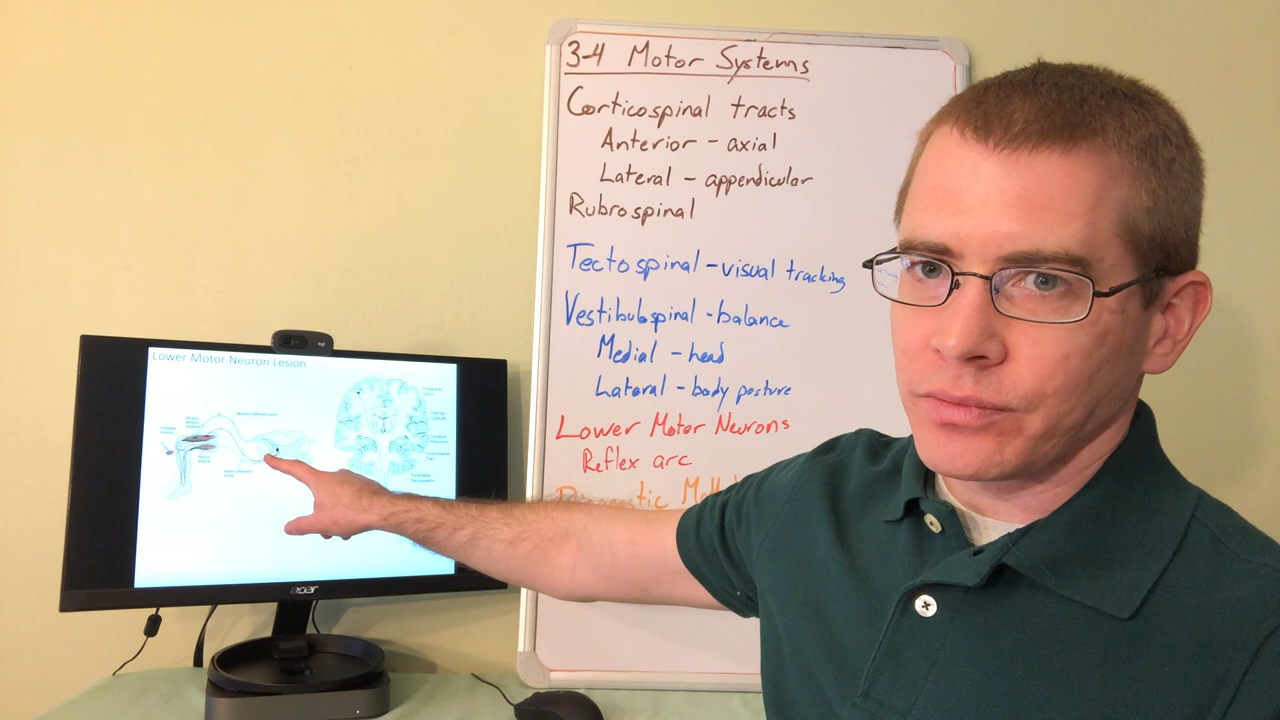 3-4 Motor Systems
Corticospinal tracts
Anterior - axial
Lateral - appendicular
Rubrospinal
Tectospinal - visual tracking
Vestibulospinal - balance
Medial - head
Lateral - body posture
Lower Motor Neurons
Reflex arc
Lower Motor Neuron Lesion
acer